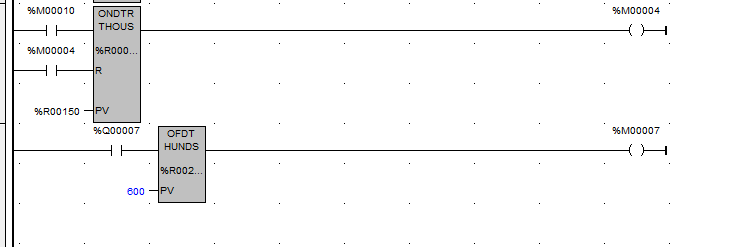 %M00010
ONDTR
THOUS
%M00004
%M00004
%R000...
R
%R00150
PV
%Q00007
OFDT
HUNDS
%M00007
%R002...
600
PV